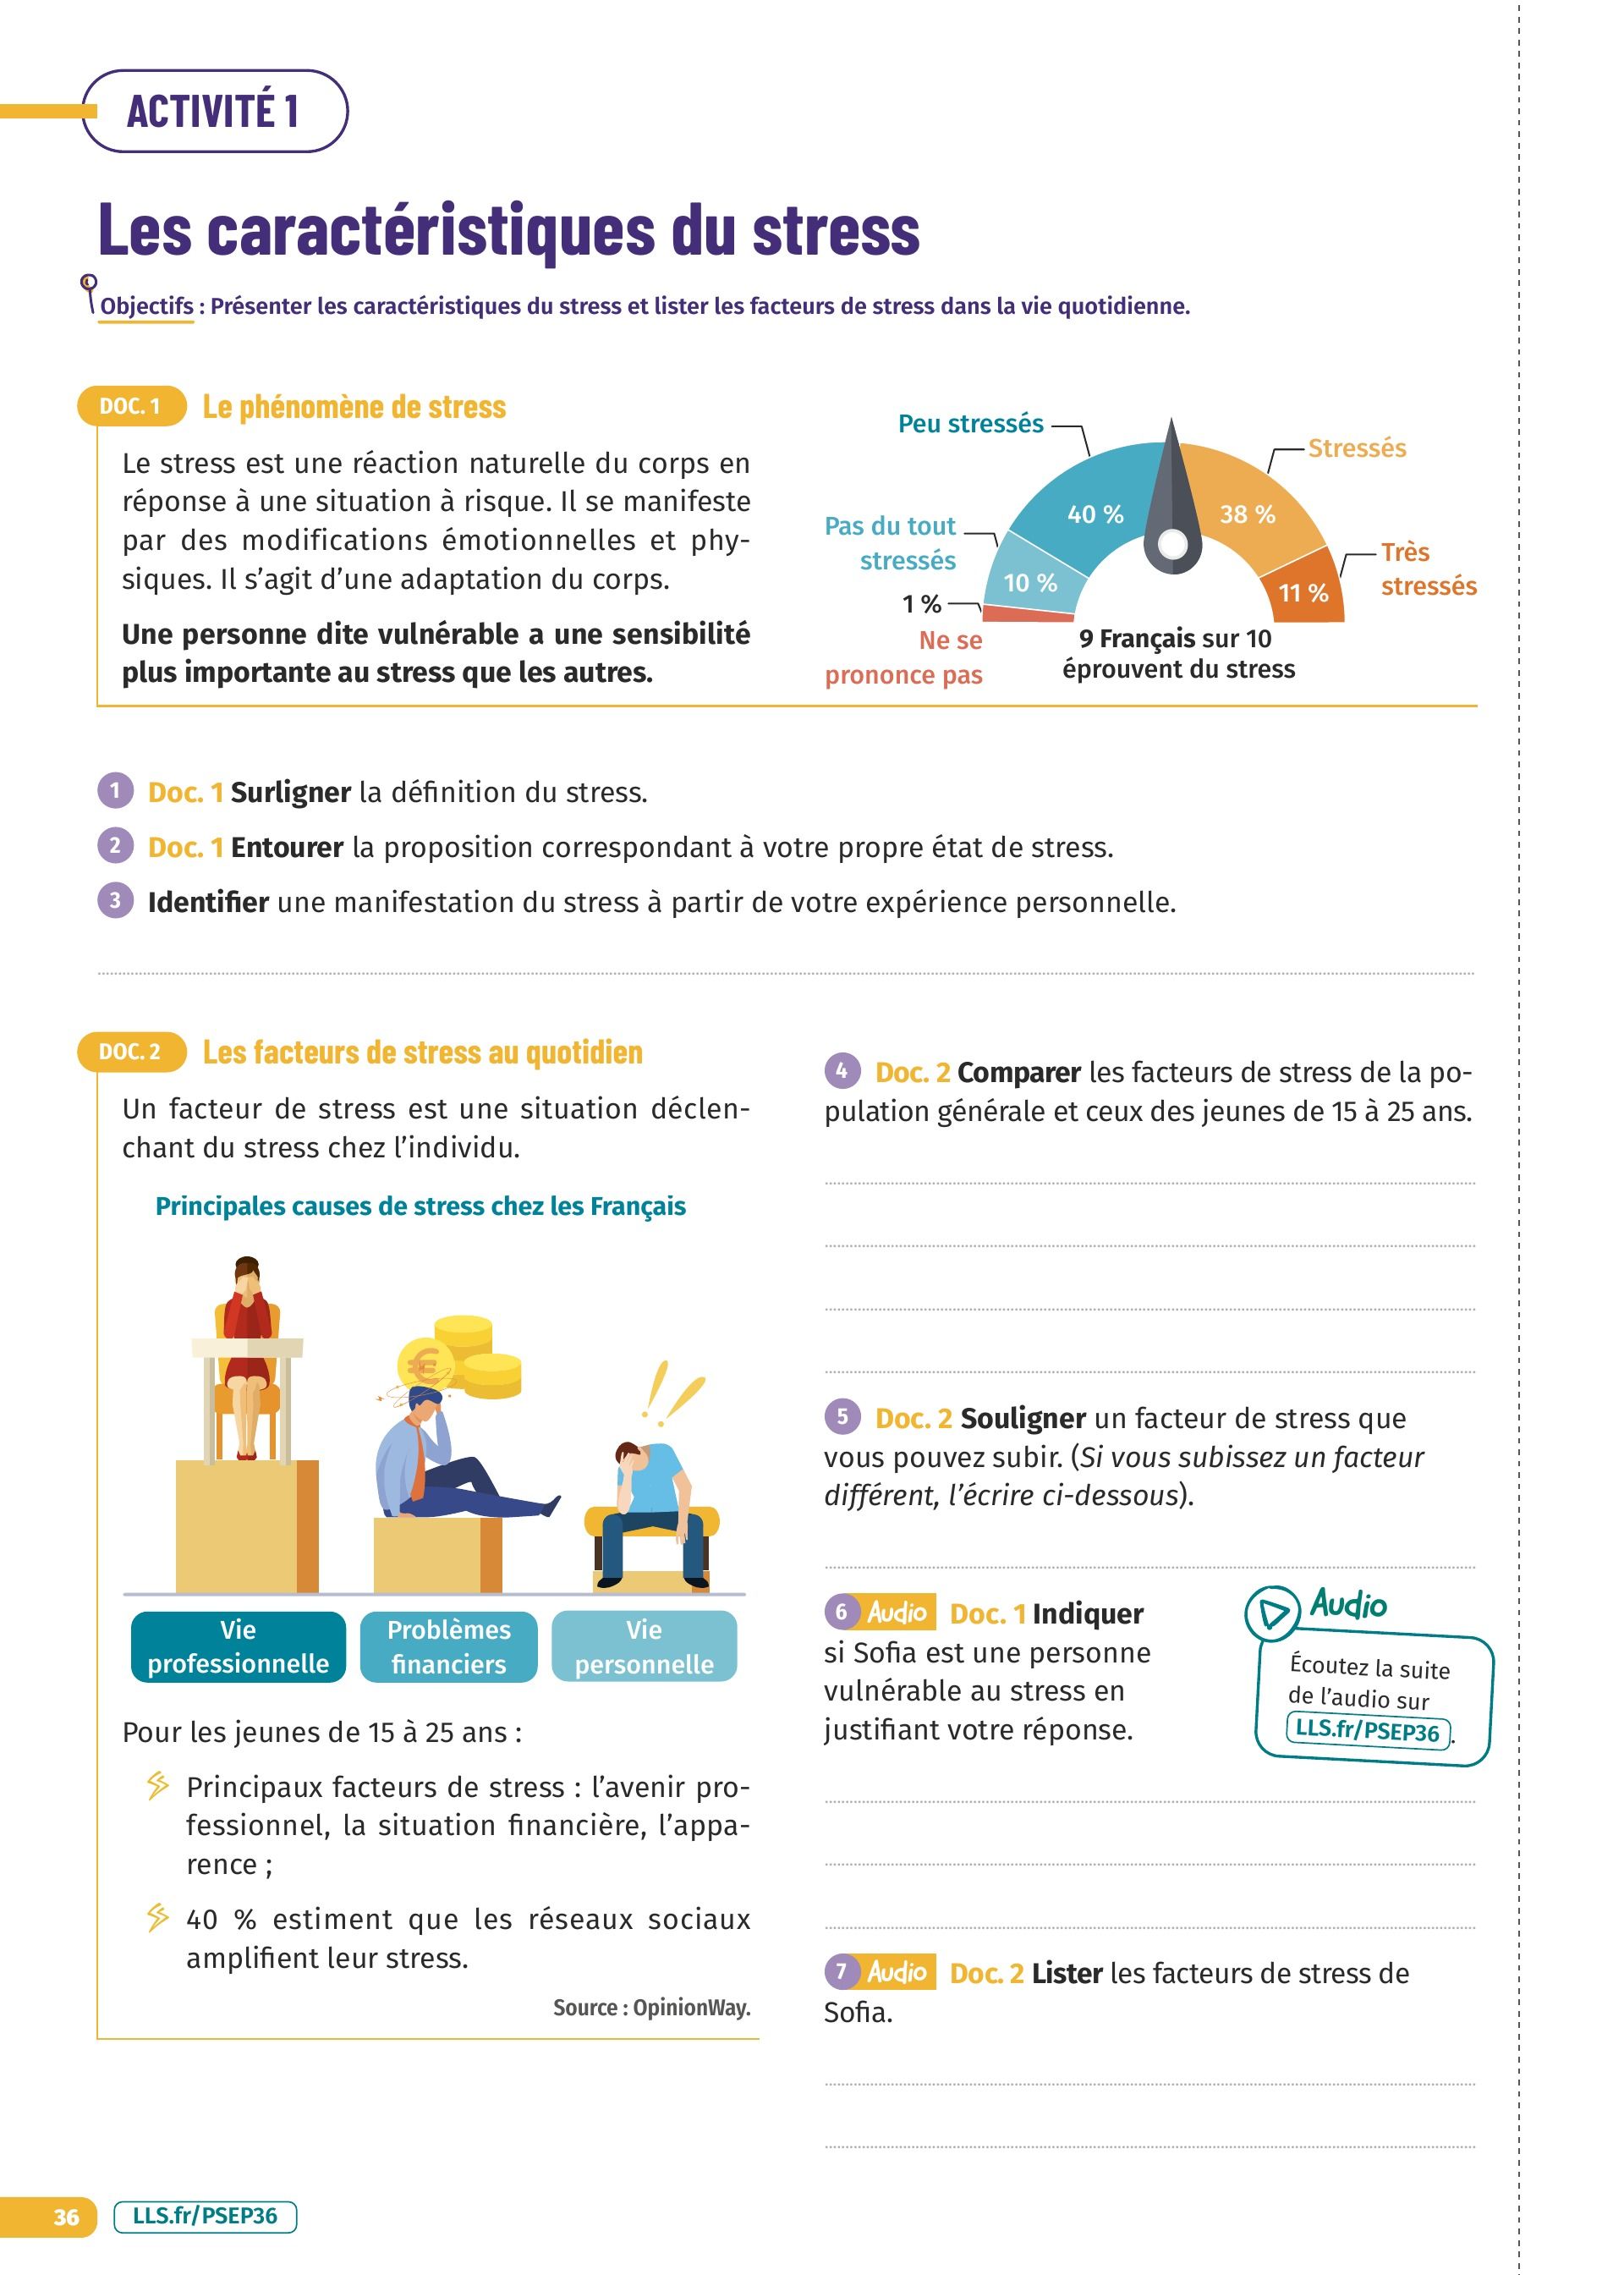 ACTIVITÉ 1
Les caractéristiques du stress
Objectifs : Présenter les caractéristiques du stress et lister les facteurs de stress dans la vie quotidienne.
DOC. 1 Le phénomène de stress
Le stress est une réaction naturelle du corps en
réponse à une situation à risque. Il se manifeste
par des modifications émotionnelles et phy-
siques. Il s'agit d'une adaptation du corps.
Une personne dite vulnérable a une sensibilité
plus importante au stress que les autres.
Peu stressés
Stressés
40 %
38 %
Pas du tout
stressés
Très
stressés
10 %
11 %
1 %
Ne se
prononce pas
9 Français sur 10
éprouvent du stress
1 Doc. 1 Surligner la définition du stress.
2 Doc. 1 Entourer la proposition correspondant à votre propre état de stress.
3 Identifier une manifestation du stress à partir de votre expérience personnelle.
DOC. 2 Les facteurs de stress au quotidien
Un facteur de stress est une situation déclen-
chant du stress chez l'individu.
Principales causes de stress chez les Français
€
Vie
professionnelle
Problèmes
financiers
Vie
personnelle
Pour les jeunes de 15 à 25 ans :
Principaux facteurs de stress : l'avenir pro-
fessionnel, la situation financière, l'appa-
rence ;
40 % estiment que les réseaux sociaux
amplifient leur stress.
Source : OpinionWay.
4 Doc. 2 Comparer les facteurs de stress de la po-
pulation générale et ceux des jeunes de 15 à 25 ans.
5 Doc. 2 Souligner un facteur de stress que
vous pouvez subir. (Si vous subissez un facteur
différent, l'écrire ci-dessous).
6 Audio Doc. 1 Indiquer
si Sofia est une personne
vulnérable au stress en
justifiant votre réponse.
Audio
Écoutez la suite
de l'audio sur
LLS.fr/PSEP36.
7 Audio Doc. 2 Lister les facteurs de stress de
Sofia.
36 LLS.fr/PSEP36